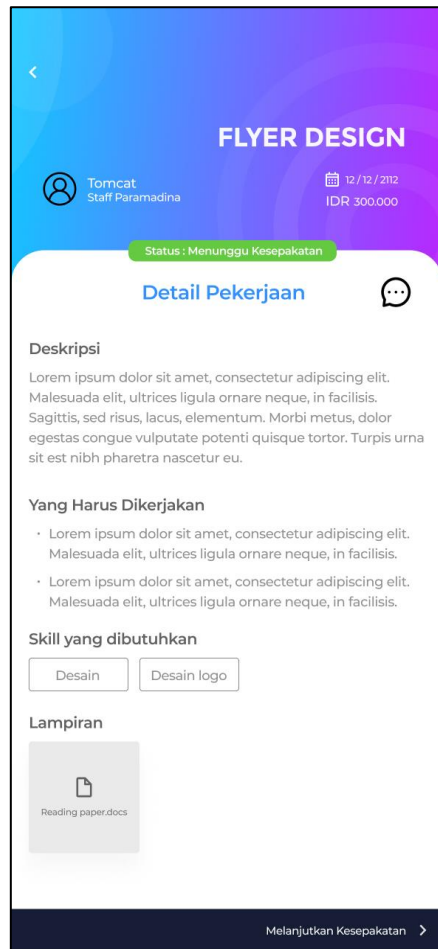 FLYER DESIGN
Tomcat
Staff Paramadina
12 / 12 / 2112
IDR 300.000
Status : Menunggu Kesepakatan
Detail Pekerjaan
Deskripsi
Lorem ipsum dolor sit amet, consectetur adipiscing elit.
Malesuada elit, ultrices ligula ornare neque, in facilisis.
Sagittis, sed risus, lacus, elementum. Morbi metus, dolor
egestas congue vulputate potenti quisque tortor. Turpis urna
sit est nibh pharetra nascetur eu.
Yang Harus Dikerjakan
· Lorem ipsum dolor sit amet, consectetur adipiscing elit.
Malesuada elit, ultrices ligula ornare neque, in facilisis.
· Lorem ipsum dolor sit amet, consectetur adipiscing elit.
Malesuada elit, ultrices ligula ornare neque, in facilisis.
Skill yang dibutuhkan
Desain
Desain logo
Lampiran
Reading paper.docs
Melanjutkan Kesepakatan